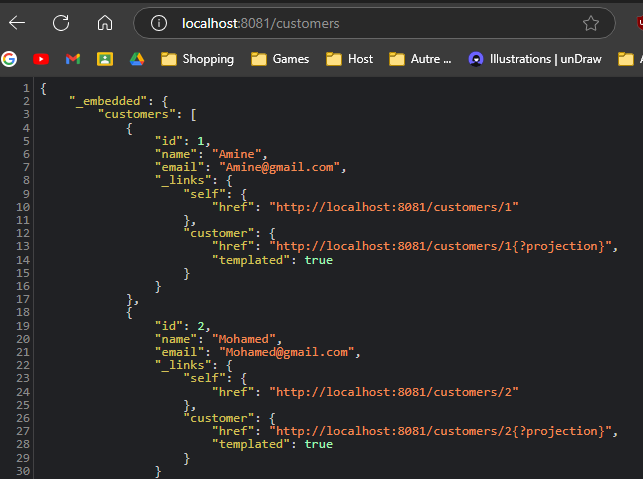 localhost:8081/customers
Shopping Games Host Autre ... Illustrations | unDraw
1 {
2     "_embedded": {
3         "customers": [
4             {
5                 "id": 1,
6                 "name": "Amine",
7                 "email": "Amine@gmail.com",
8                 "_links": {
9                     "self": {
10                         "href": "http://localhost:8081/customers/1"
11                     },
12                     "customer": {
13                         "href": "http://localhost:8081/customers/1{?projection}",
14                         "templated": true
15                     }
16                 }
17             },
18             {
19                 "id": 2,
20                 "name": "Mohamed",
21                 "email": "Mohamed@gmail.com",
22                 "_links": {
23                     "self": {
24                         "href": "http://localhost:8081/customers/2"
25                     },
26                     "customer": {
27                         "href": "http://localhost:8081/customers/2{?projection}",
28                         "templated": true
29                     }
30                 }